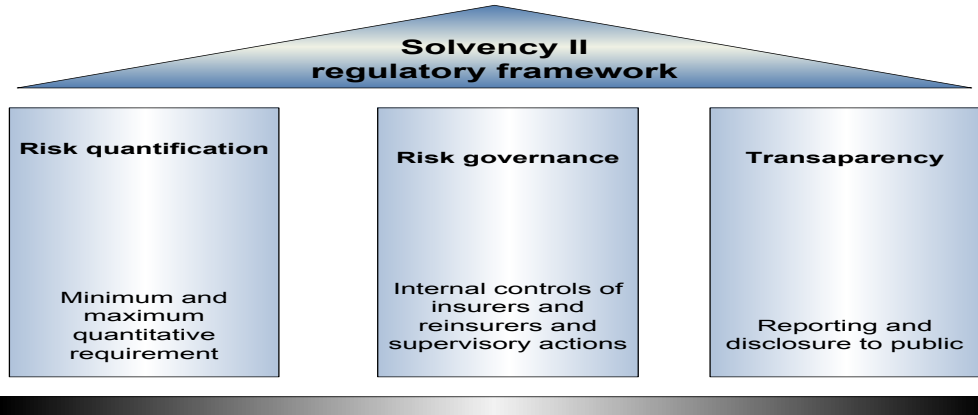 Solvency II
regulatory framework
Risk quantification
Minimum and
maximum
quantitative
requirement
Risk governance
Internal controls of
insurers and
reinsurers and
supervisory actions
Transaparency
Reporting and
disclosure to public